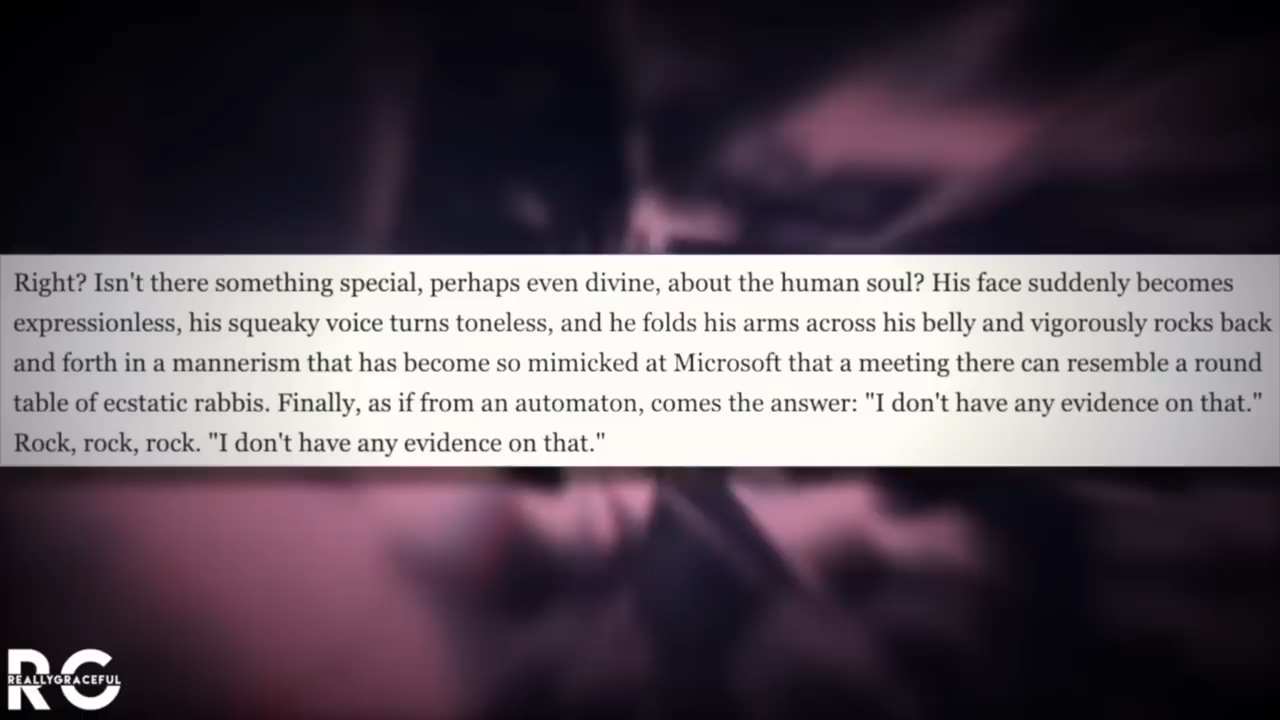 Right? Isn't there something special, perhaps even divine, about the human soul? His face suddenly becomes
expressionless, his squeaky voice turns toneless, and he folds his arms across his belly and vigorously rocks back
and forth in a mannerism that has become so mimicked at Microsoft that a meeting there can resemble a round
table of ecstatic rabbis. Finally, as if from an automaton, comes the answer: "I don't have any evidence on that."
Rock, rock, rock. "I don't have any evidence on that."
RG
REALLYGRACEFUL